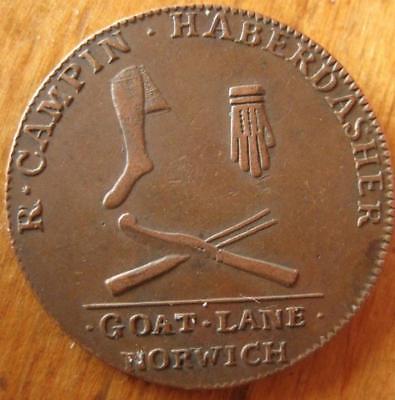 R · CAMPIN · HABERDASHER
· GOAT · LANE ·
NORWICH